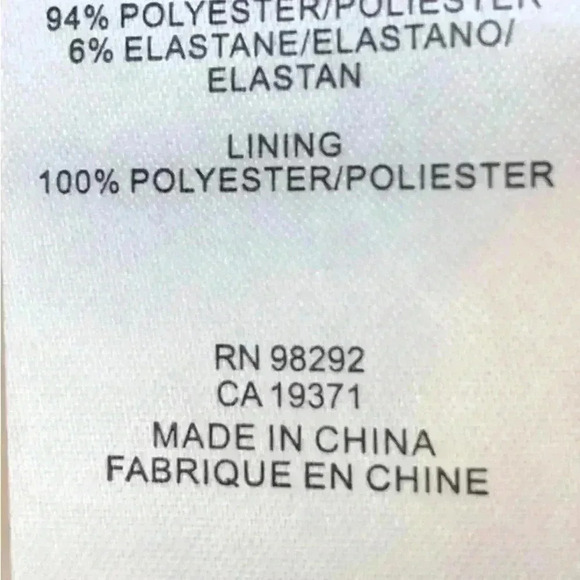 94% POLYESTER/POLIESTER
6% ELASTANE/ELASTANO/
ELASTAN
LINING
100% POLYESTER/POLIESTER
RN 98292
CA 19371
MADE IN CHINA
FABRIQUE EN CHINE